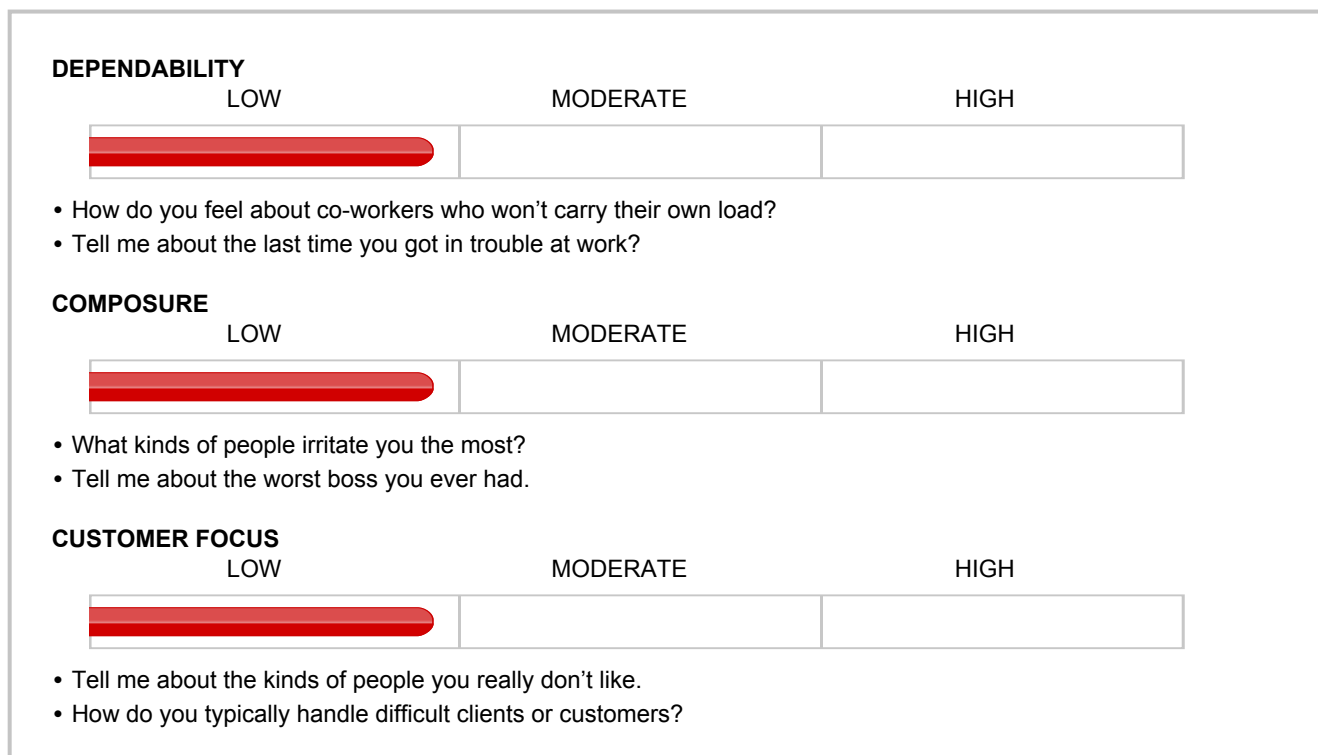 DEPENDABILITY
LOW MODERATE HIGH
• How do you feel about co-workers who won’t carry their own load?
• Tell me about the last time you got in trouble at work?
COMPOSURE
LOW MODERATE HIGH
• What kinds of people irritate you the most?
• Tell me about the worst boss you ever had.
CUSTOMER FOCUS
LOW MODERATE HIGH
• Tell me about the kinds of people you really don’t like.
• How do you typically handle difficult clients or customers?